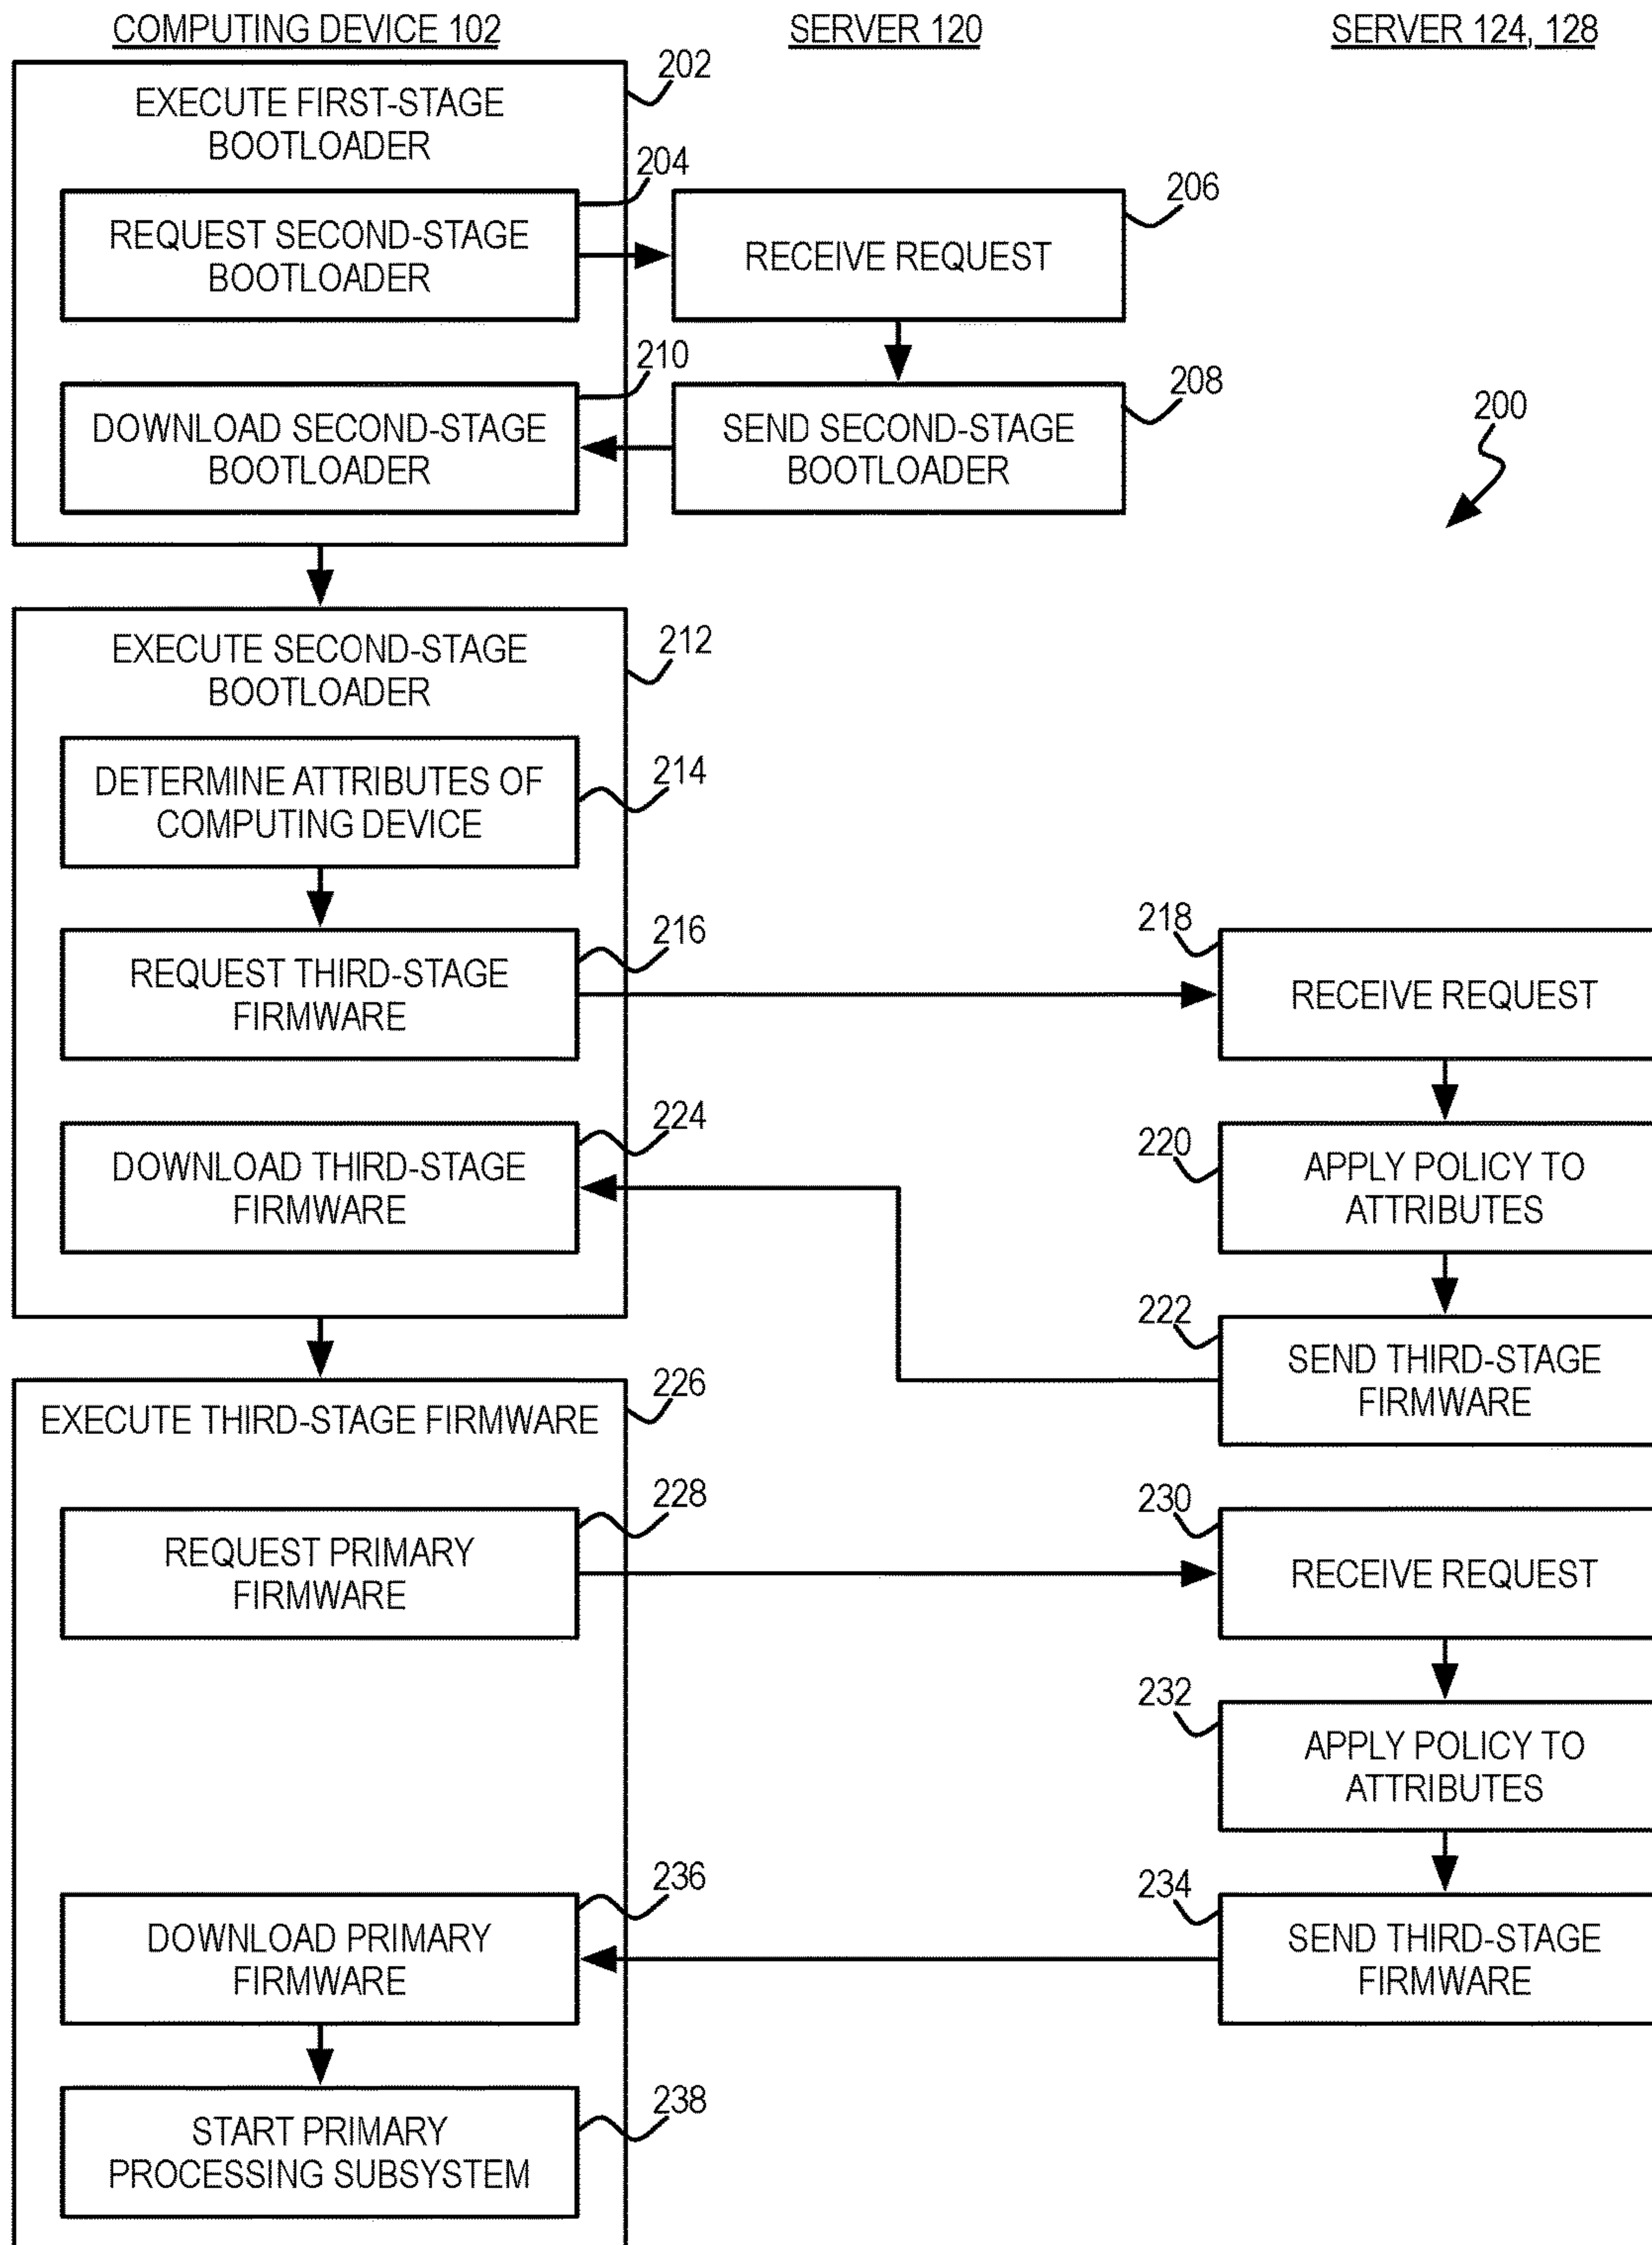 COMPUTING DEVICE 102
SERVER 120
SERVER 124, 128
202
EXECUTE FIRST-STAGE
BOOTLOADER
204
REQUEST SECOND-STAGE
BOOTLOADER
206
RECEIVE REQUEST
210
DOWNLOAD SECOND-STAGE
BOOTLOADER
208
SEND SECOND-STAGE
BOOTLOADER
200
212
EXECUTE SECOND-STAGE
BOOTLOADER
214
DETERMINE ATTRIBUTES OF
COMPUTING DEVICE
216
REQUEST THIRD-STAGE
FIRMWARE
218
RECEIVE REQUEST
224
DOWNLOAD THIRD-STAGE
FIRMWARE
220
APPLY POLICY TO
ATTRIBUTES
222
SEND THIRD-STAGE
FIRMWARE
226
EXECUTE THIRD-STAGE FIRMWARE
228
REQUEST PRIMARY
FIRMWARE
230
RECEIVE REQUEST
232
APPLY POLICY TO
ATTRIBUTES
236
DOWNLOAD PRIMARY
FIRMWARE
234
SEND THIRD-STAGE
FIRMWARE
238
START PRIMARY
PROCESSING SUBSYSTEM